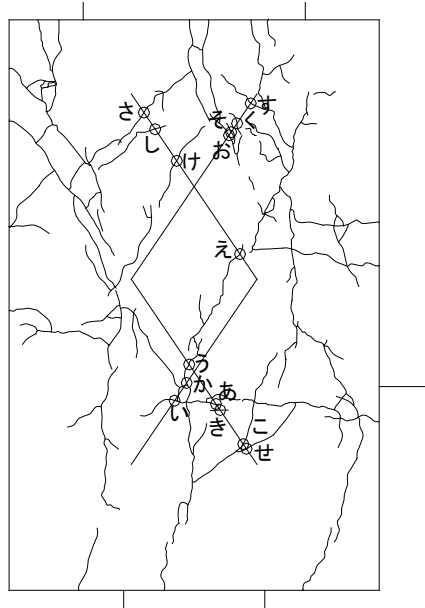 さ
す
そ
く
し
お
け
え
う
か
あ
い
き
こ
せ